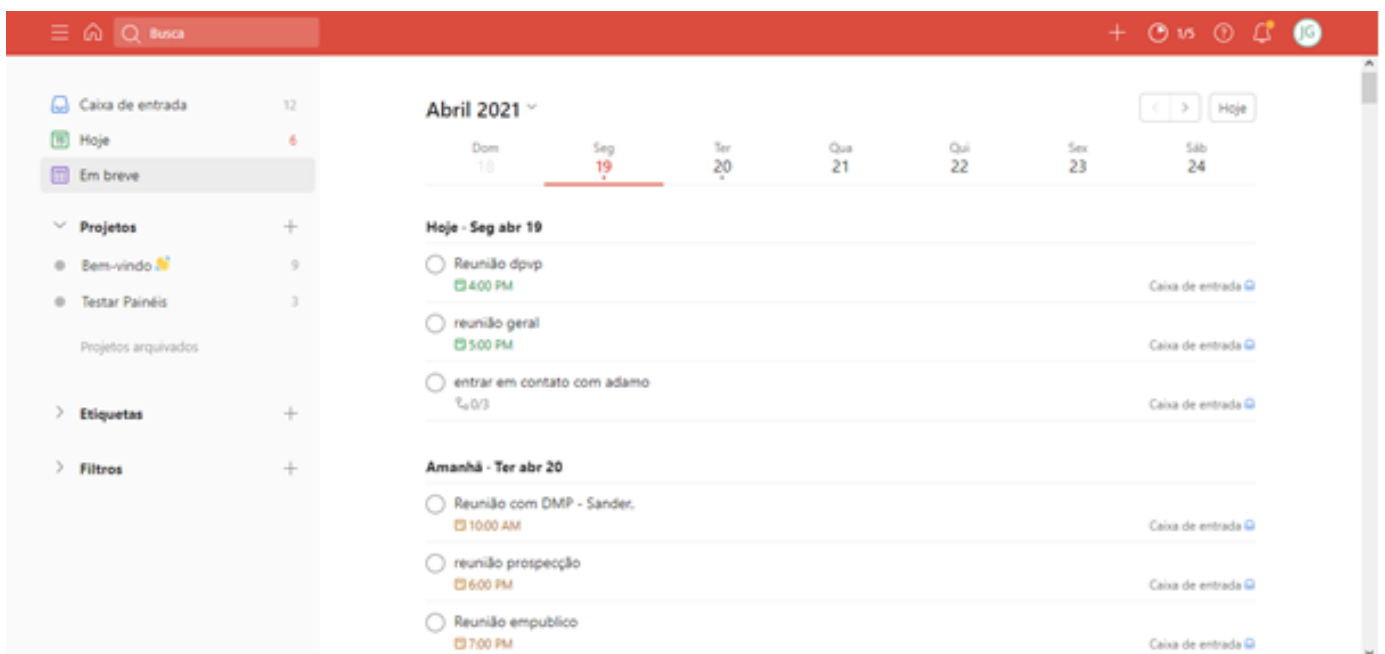 Busca
1/5
JG
Caixa de entrada 12
Hoje 6
Em breve
Projetos
Bem-vindo 9
Testar Painéis 3
Projetos arquivados
Etiquetas
Filtros
Abril 2021
Hoje
Dom Seg Ter Qua Qui Sex Sáb
18 19 20 21 22 23 24
Hoje - Seg abr 19
Reunião dpvp
4:00 PM Caixa de entrada
reunião geral
5:00 PM Caixa de entrada
entrar em contato com adamo
0/3 Caixa de entrada
Amanhã - Ter abr 20
Reunião com DMP - Sander,
10:00 AM Caixa de entrada
reunião prospecção
6:00 PM Caixa de entrada
Reunião empublico
7:00 PM Caixa de entrada